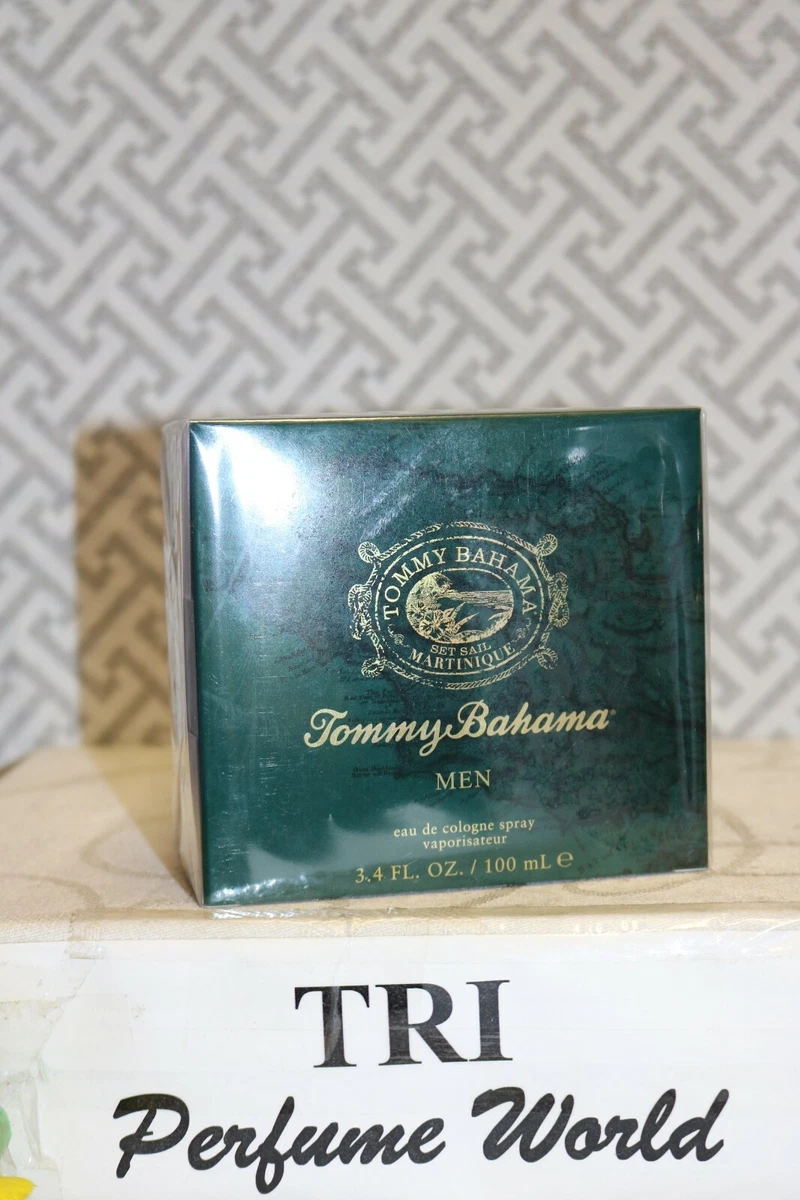 TOMMY BAHAMA
SET SAIL
MARTINIQUE
Tommy Bahama
MEN
eau de cologne spray
vaporisateur
3.4 FL. OZ. / 100 mL ℮
TRI
Perfume World